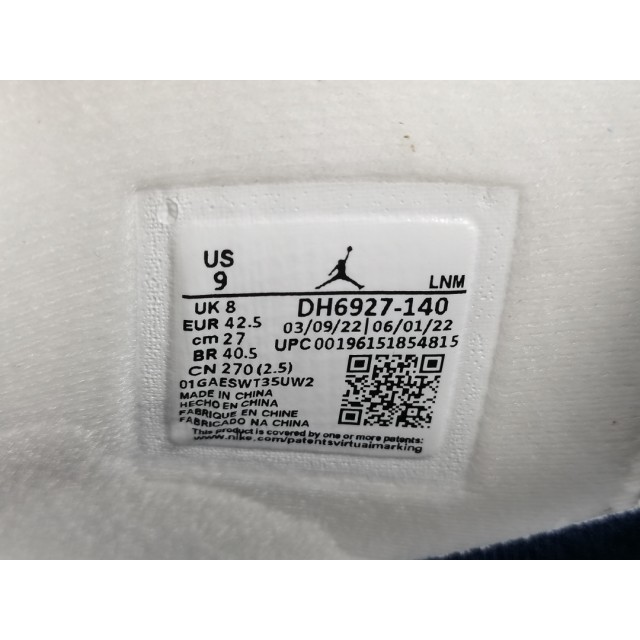 US
9
LNM
UK 8
EUR 42.5
cm 27
BR 40.5
CN 270 (2.5)
DH6927-140
03/09/22|06/01/22
UPC00196151854815
01GAESWT35UW2
MADE IN CHINA
HECHO EN CHINA
FABRIQUE EN CHINE
FABRICADO NA CHINA
This product is covered by one or more patents:
www.nike.com/patentsvirtualmarking